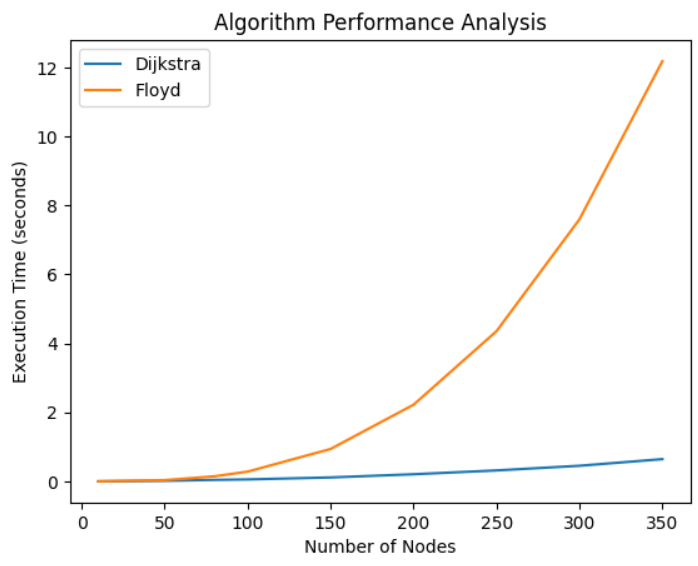 Algorithm Performance Analysis
Dijkstra
Floyd
Execution Time (seconds)
12
10
8
6
4
2
0
0 50 100 150 200 250 300 350
Number of Nodes